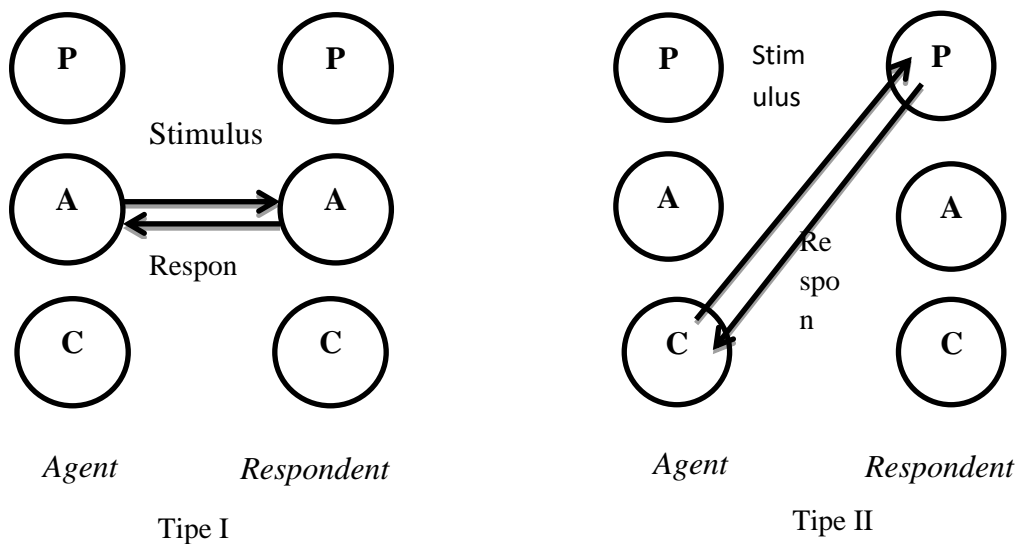 P
P
Stimulus
A
A
Respon
C
C
Agent
Respondent
Tipe I
P
Stim
ulus
P
A
A
Re
spo
n
C
C
Agent
Respondent
Tipe II